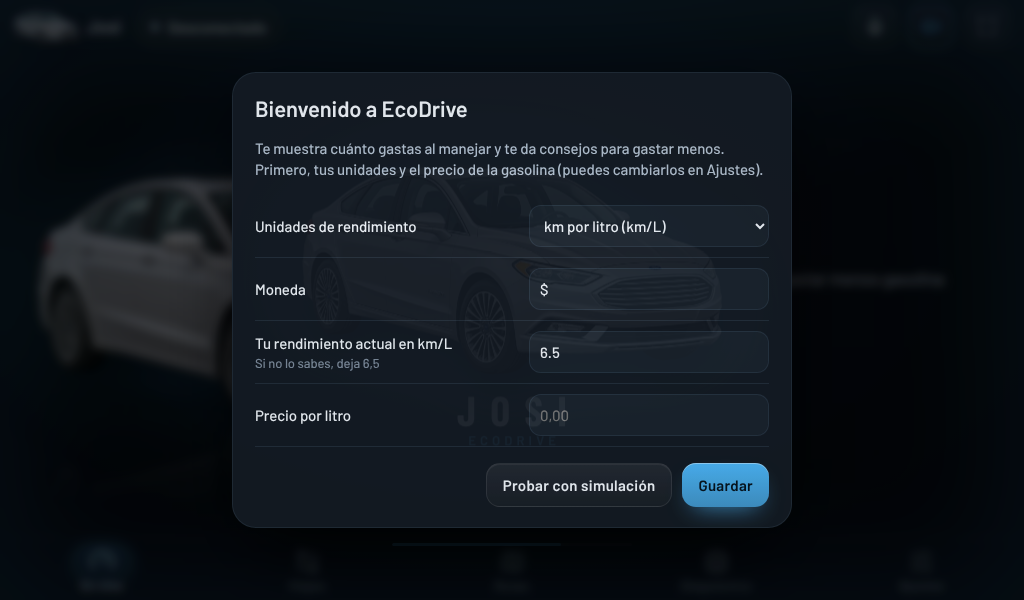 Bienvenido a EcoDrive
Te muestra cuánto gastas al manejar y te da consejos para gastar menos.
Primero, tus unidades y el precio de la gasolina (puedes cambiarlos en Ajustes).
Unidades de rendimiento
km por litro (km/L)
Moneda
$
Tu rendimiento actual en km/L
Si no lo sabes, deja 6,5
6.5
Precio por litro
0,00
JOSI
ECODRIVE
Probar con simulación
Guardar